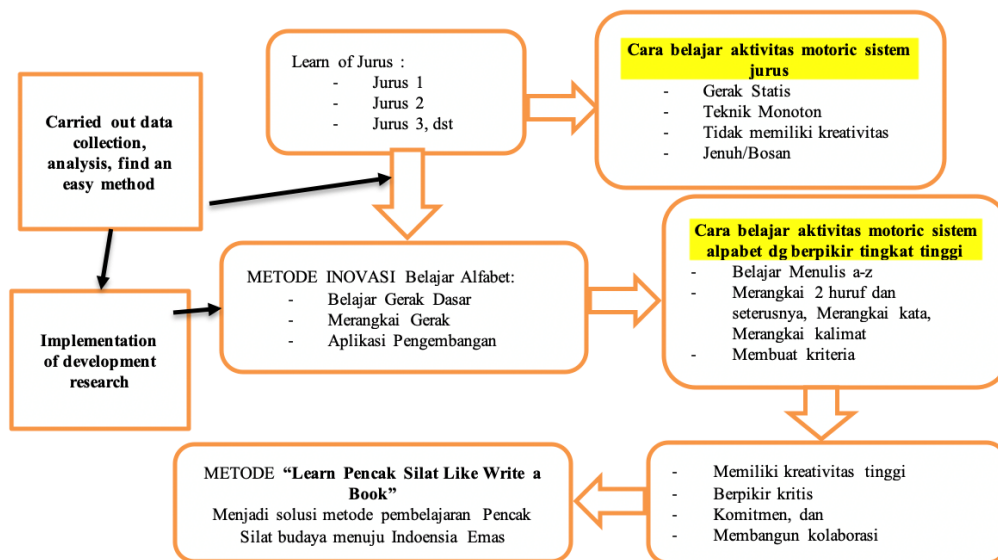 Carried out data
collection,
analysis, find an
easy method
Implementation
of development
research
Learn of Jurus :
- Jurus 1
- Jurus 2
- Jurus 3, dst
Cara belajar aktivitas motoric sistem
jurus
- Gerak Statis
- Teknik Monoton
- Tidak memiliki kreativitas
- Jenuh/Bosan
METODE INOVASI Belajar Alfabet:
- Belajar Gerak Dasar
- Merangkai Gerak
- Aplikasi Pengembangan
Cara belajar aktivitas motoric sistem
alpabet dg berpikir tingkat tinggi
- Belajar Menulis a-z
- Merangkai 2 huruf dan
seterusnya, Merangkai kata,
Merangkai kalimat
- Membuat kriteria
- Memiliki kreativitas tinggi
- Berpikir kritis
- Komitmen, dan
- Membangun kolaborasi
METODE “Learn Pencak Silat Like Write a
Book”
Menjadi solusi metode pembelajaran Pencak
Silat budaya menuju Indoensia Emas